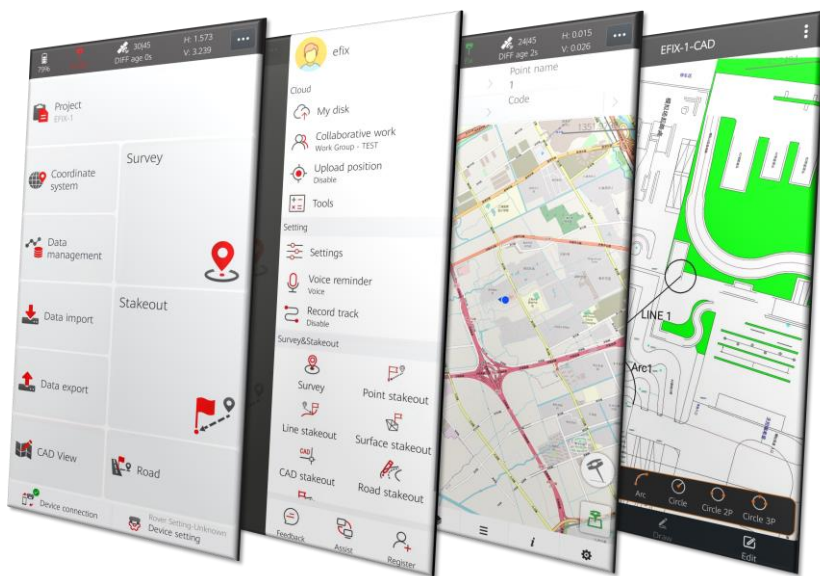 79%
30|45
DIFF age 0s
H: 1.573
V: 3.239
Project
EFIX-1
Coordinate
system
Survey
Data
management
Data import
Stakeout
Data export
CAD View
Road
Device connection
Rover Setting-Unknown
Device setting
efix
Cloud
My disk
Collaborative work
Work Group - TEST
Upload position
Disable
Tools
Setting
Settings
Voice reminder
Voice
Record track
Disable
Survey&Stakeout
Survey
Point stakeout
Line stakeout
Surface stakeout
CAD
CAD stakeout
Road stakeout
Feedback
Assist
Register
24|45
DIFF age 2s
H: 0.015
V: 0.026
Point name
1
Code
1351
EFIX-1-CAD
LINE 1
Arc1
Arc
Circle
Circle 2P
Circle 3P
Draw
Edit